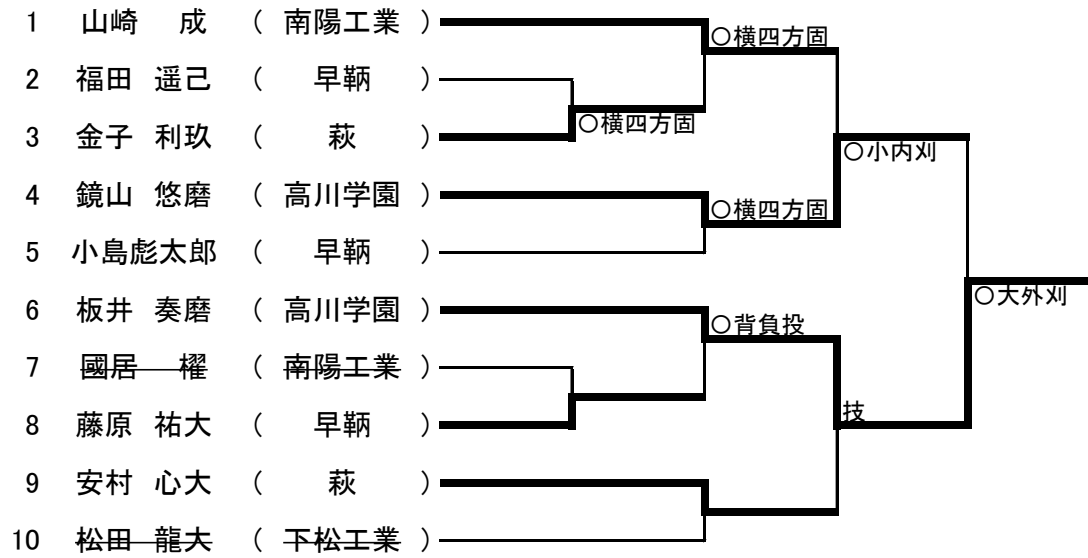 1 山崎 成 ( 南陽工業 )
○横四方固
2 福田 遥己 ( 早鞆 )
○横四方固
3 金子 利玖 ( 萩 )
○小内刈
4 鏡山 悠磨 ( 高川学園 )
○横四方固
5 小島彪太郎 ( 早鞆 )
○大外刈
6 板井 奏磨 ( 高川学園 )
○背負投
7 國居 櫂 ( 南陽工業 )
8 藤原 祐大 ( 早鞆 )
技
9 安村 心大 ( 萩 )
10 松田 龍大 ( 下松工業 )